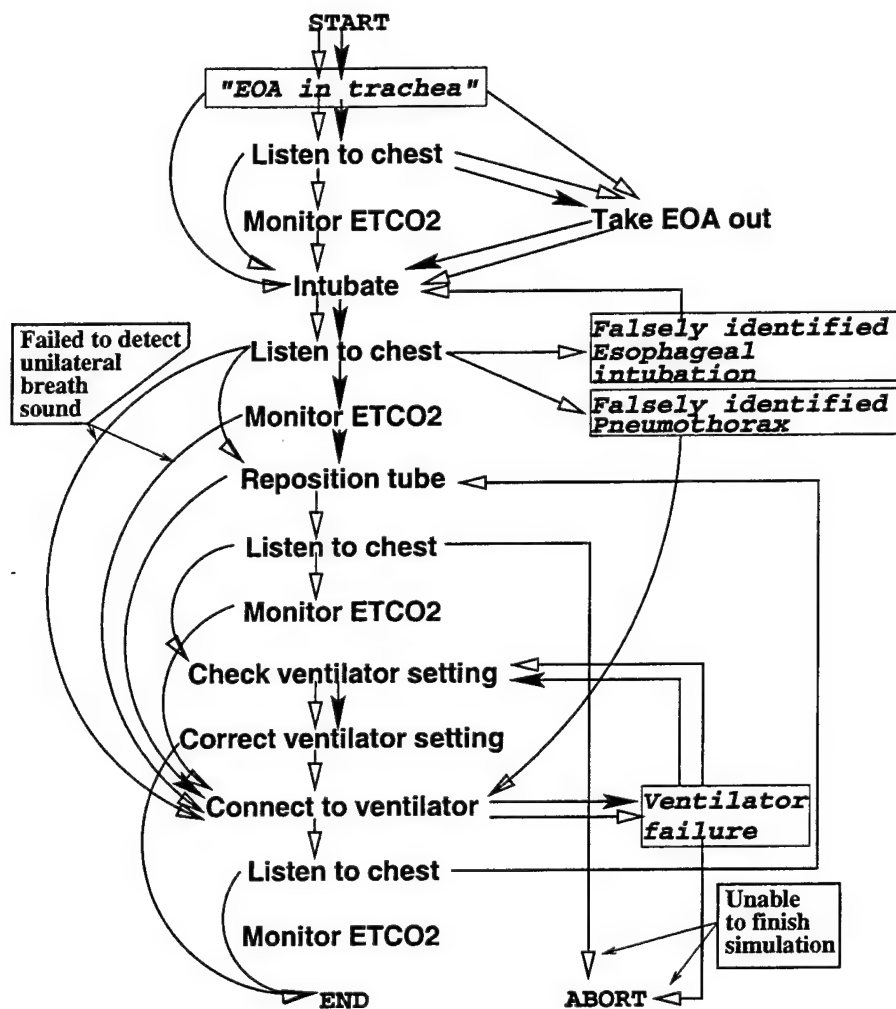 START
"EOA in trachea"
Listen to chest
Monitor ETCO2
Take EOA out
Intubate
Failed to detect
unilateral
breath
sound
Listen to chest
Falsely identified
Esophageal
intubation
Falsely identified
Pneumothorax
Monitor ETCO2
Reposition tube
Listen to chest
Monitor ETCO2
Check ventilator setting
Correct ventilator setting
Connect to ventilator
Ventilator
failure
Listen to chest
Monitor ETCO2
Unable
to finish
simulation
END
ABORT